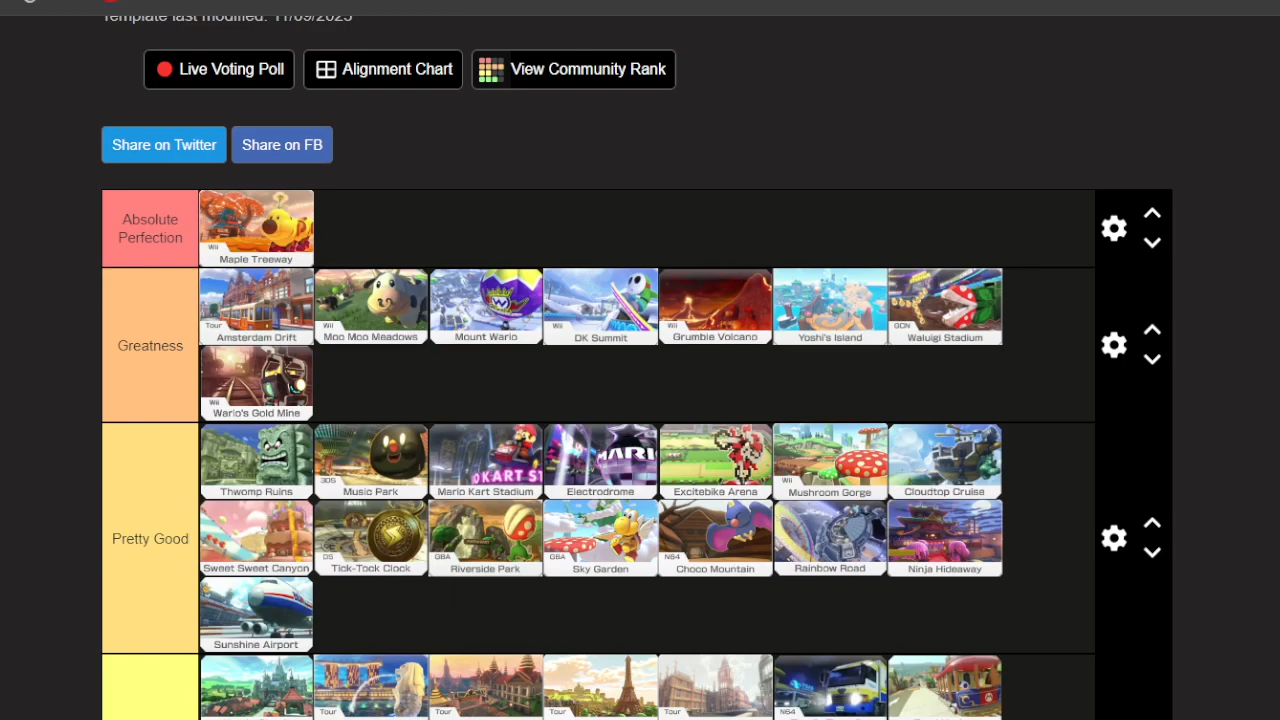 Template last modified: 11/09/2025
Live Voting Poll
Alignment Chart
View Community Rank
Share on Twitter
Share on FB
Absolute
Perfection
Wii
Maple Treeway
Greatness
Tour
Amsterdam Drift
Wii
Moo Moo Meadows
Mount Wario
Wii
DK Summit
Wii
Grumble Volcano
Yoshi's Island
GCN
Waluigi Stadium
Wii
Wario's Gold Mine
Pretty Good
Thwomp Ruins
3DS
Music Park
KART ST
Mario Kart Stadium
MARI
Electrodrome
Excitebike Arena
Wii
Mushroom Gorge
Cloudtop Cruise
Sweet Sweet Canyon
DS
Tick-Tock Clock
GBA
Riverside Park
GBA
Sky Garden
N64
Choco Mountain
Rainbow Road
Ninja Hideaway
Sunshine Airport
Tour
Tour
Tour
Tour
N64